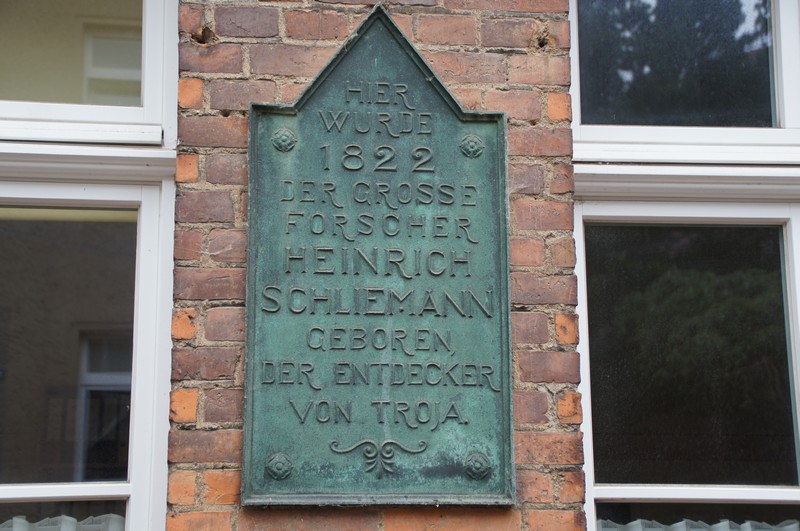 HIER
WURDE
1822
DER GROSSE
FORSCHER
HEINRICH
SCHLIEMANN
GEBOREN,
DER ENTDECKER
VON TROJA.